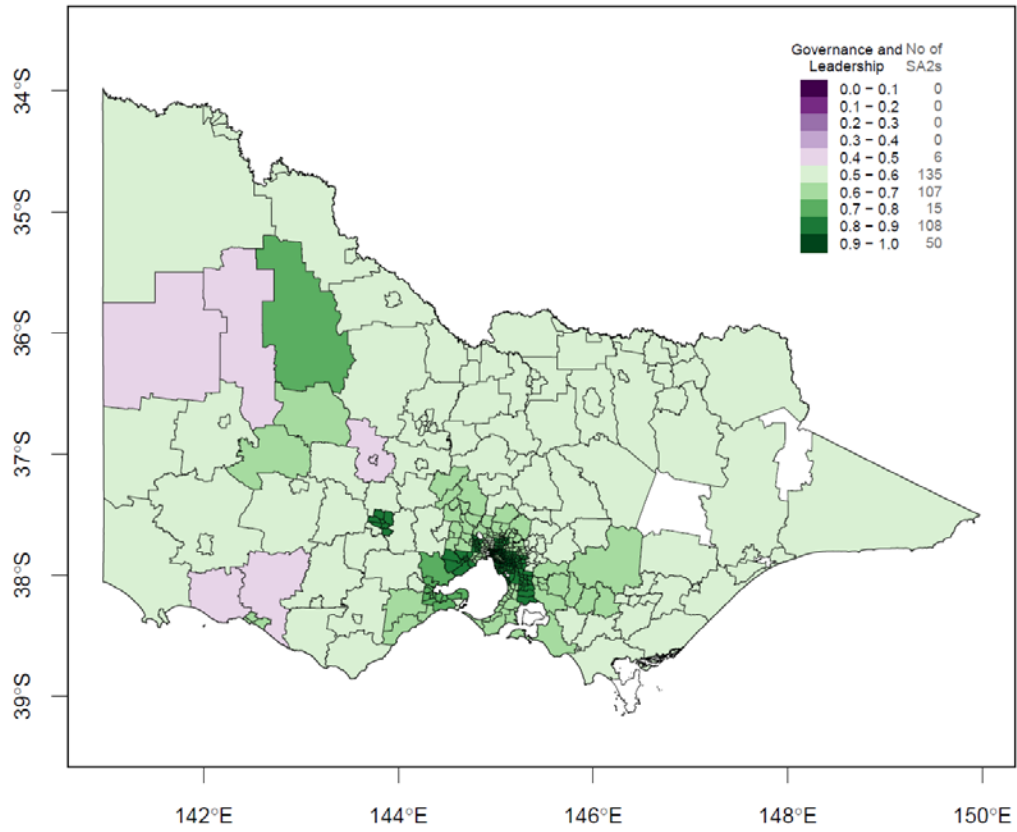 Governance and No of
Leadership SA2s
0.0 – 0.1 0
0.1 – 0.2 0
0.2 – 0.3 0
0.3 – 0.4 0
0.4 – 0.5 6
0.5 – 0.6 135
0.6 – 0.7 107
0.7 – 0.8 15
0.8 – 0.9 108
0.9 – 1.0 50
34°S
35°S
36°S
37°S
38°S
39°S
142°E 144°E 146°E 148°E 150°E